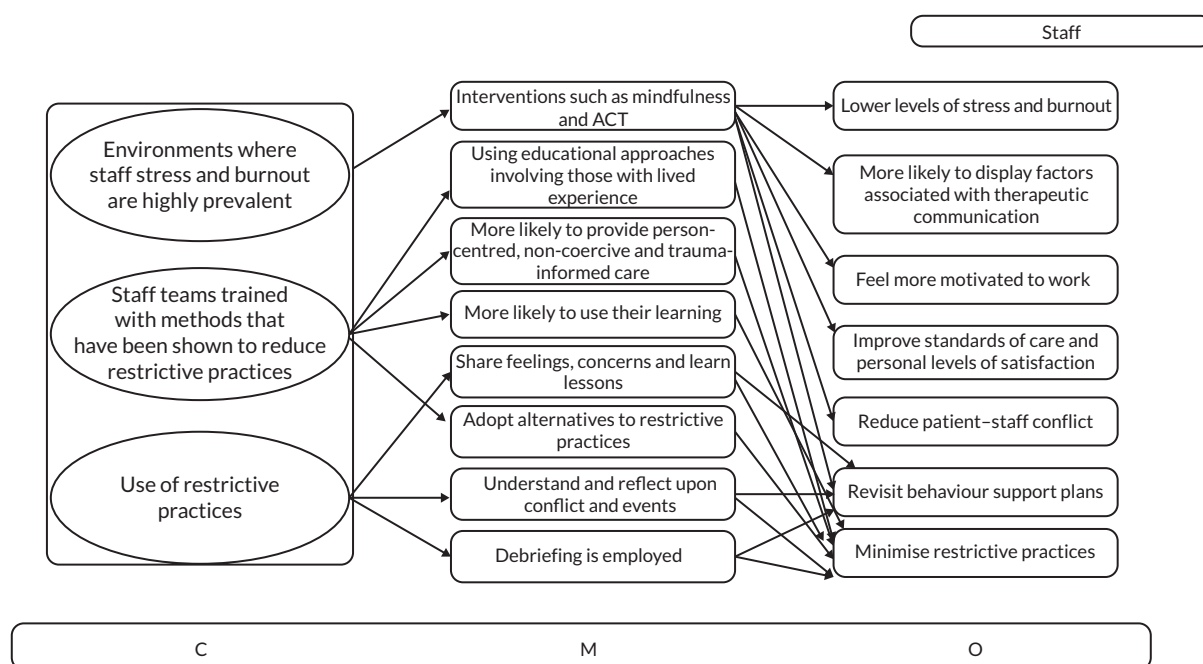 Staff
Environments where
staff stress and burnout
are highly prevalent
Staff teams trained
with methods that
have been shown to reduce
restrictive practices
Use of restrictive
practices
Interventions such as mindfulness
and ACT
Using educational approaches
involving those with lived
experience
More likely to provide person-
centred, non-coercive and trauma-
informed care
More likely to use their learning
Share feelings, concerns and learn
lessons
Adopt alternatives to restrictive
practices
Understand and reflect upon
conflict and events
Debriefing is employed
Lower levels of stress and burnout
More likely to display factors
associated with therapeutic
communication
Feel more motivated to work
Improve standards of care and
personal levels of satisfaction
Reduce patient–staff conflict
Revisit behaviour support plans
Minimise restrictive practices
C
M
O